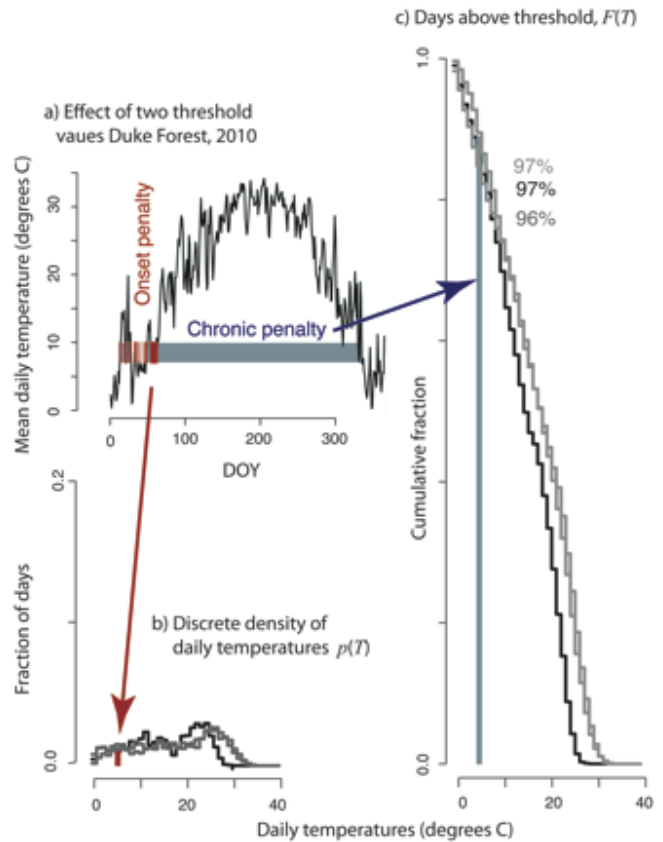 c) Days above threshold, F(T)
a) Effect of two threshold
vaues Duke Forest, 2010
Mean daily temperature (degrees C)
30
20
10
0
Onset penalty
Chronic penalty
0
100
200
300
DOY
1.0
97%
97%
96%
Cumulative fraction
0.0
0
20
40
0.2
Fraction of days
0.0
b) Discrete density of
daily temperatures p(T)
0
20
40
Daily temperatures (degrees C)